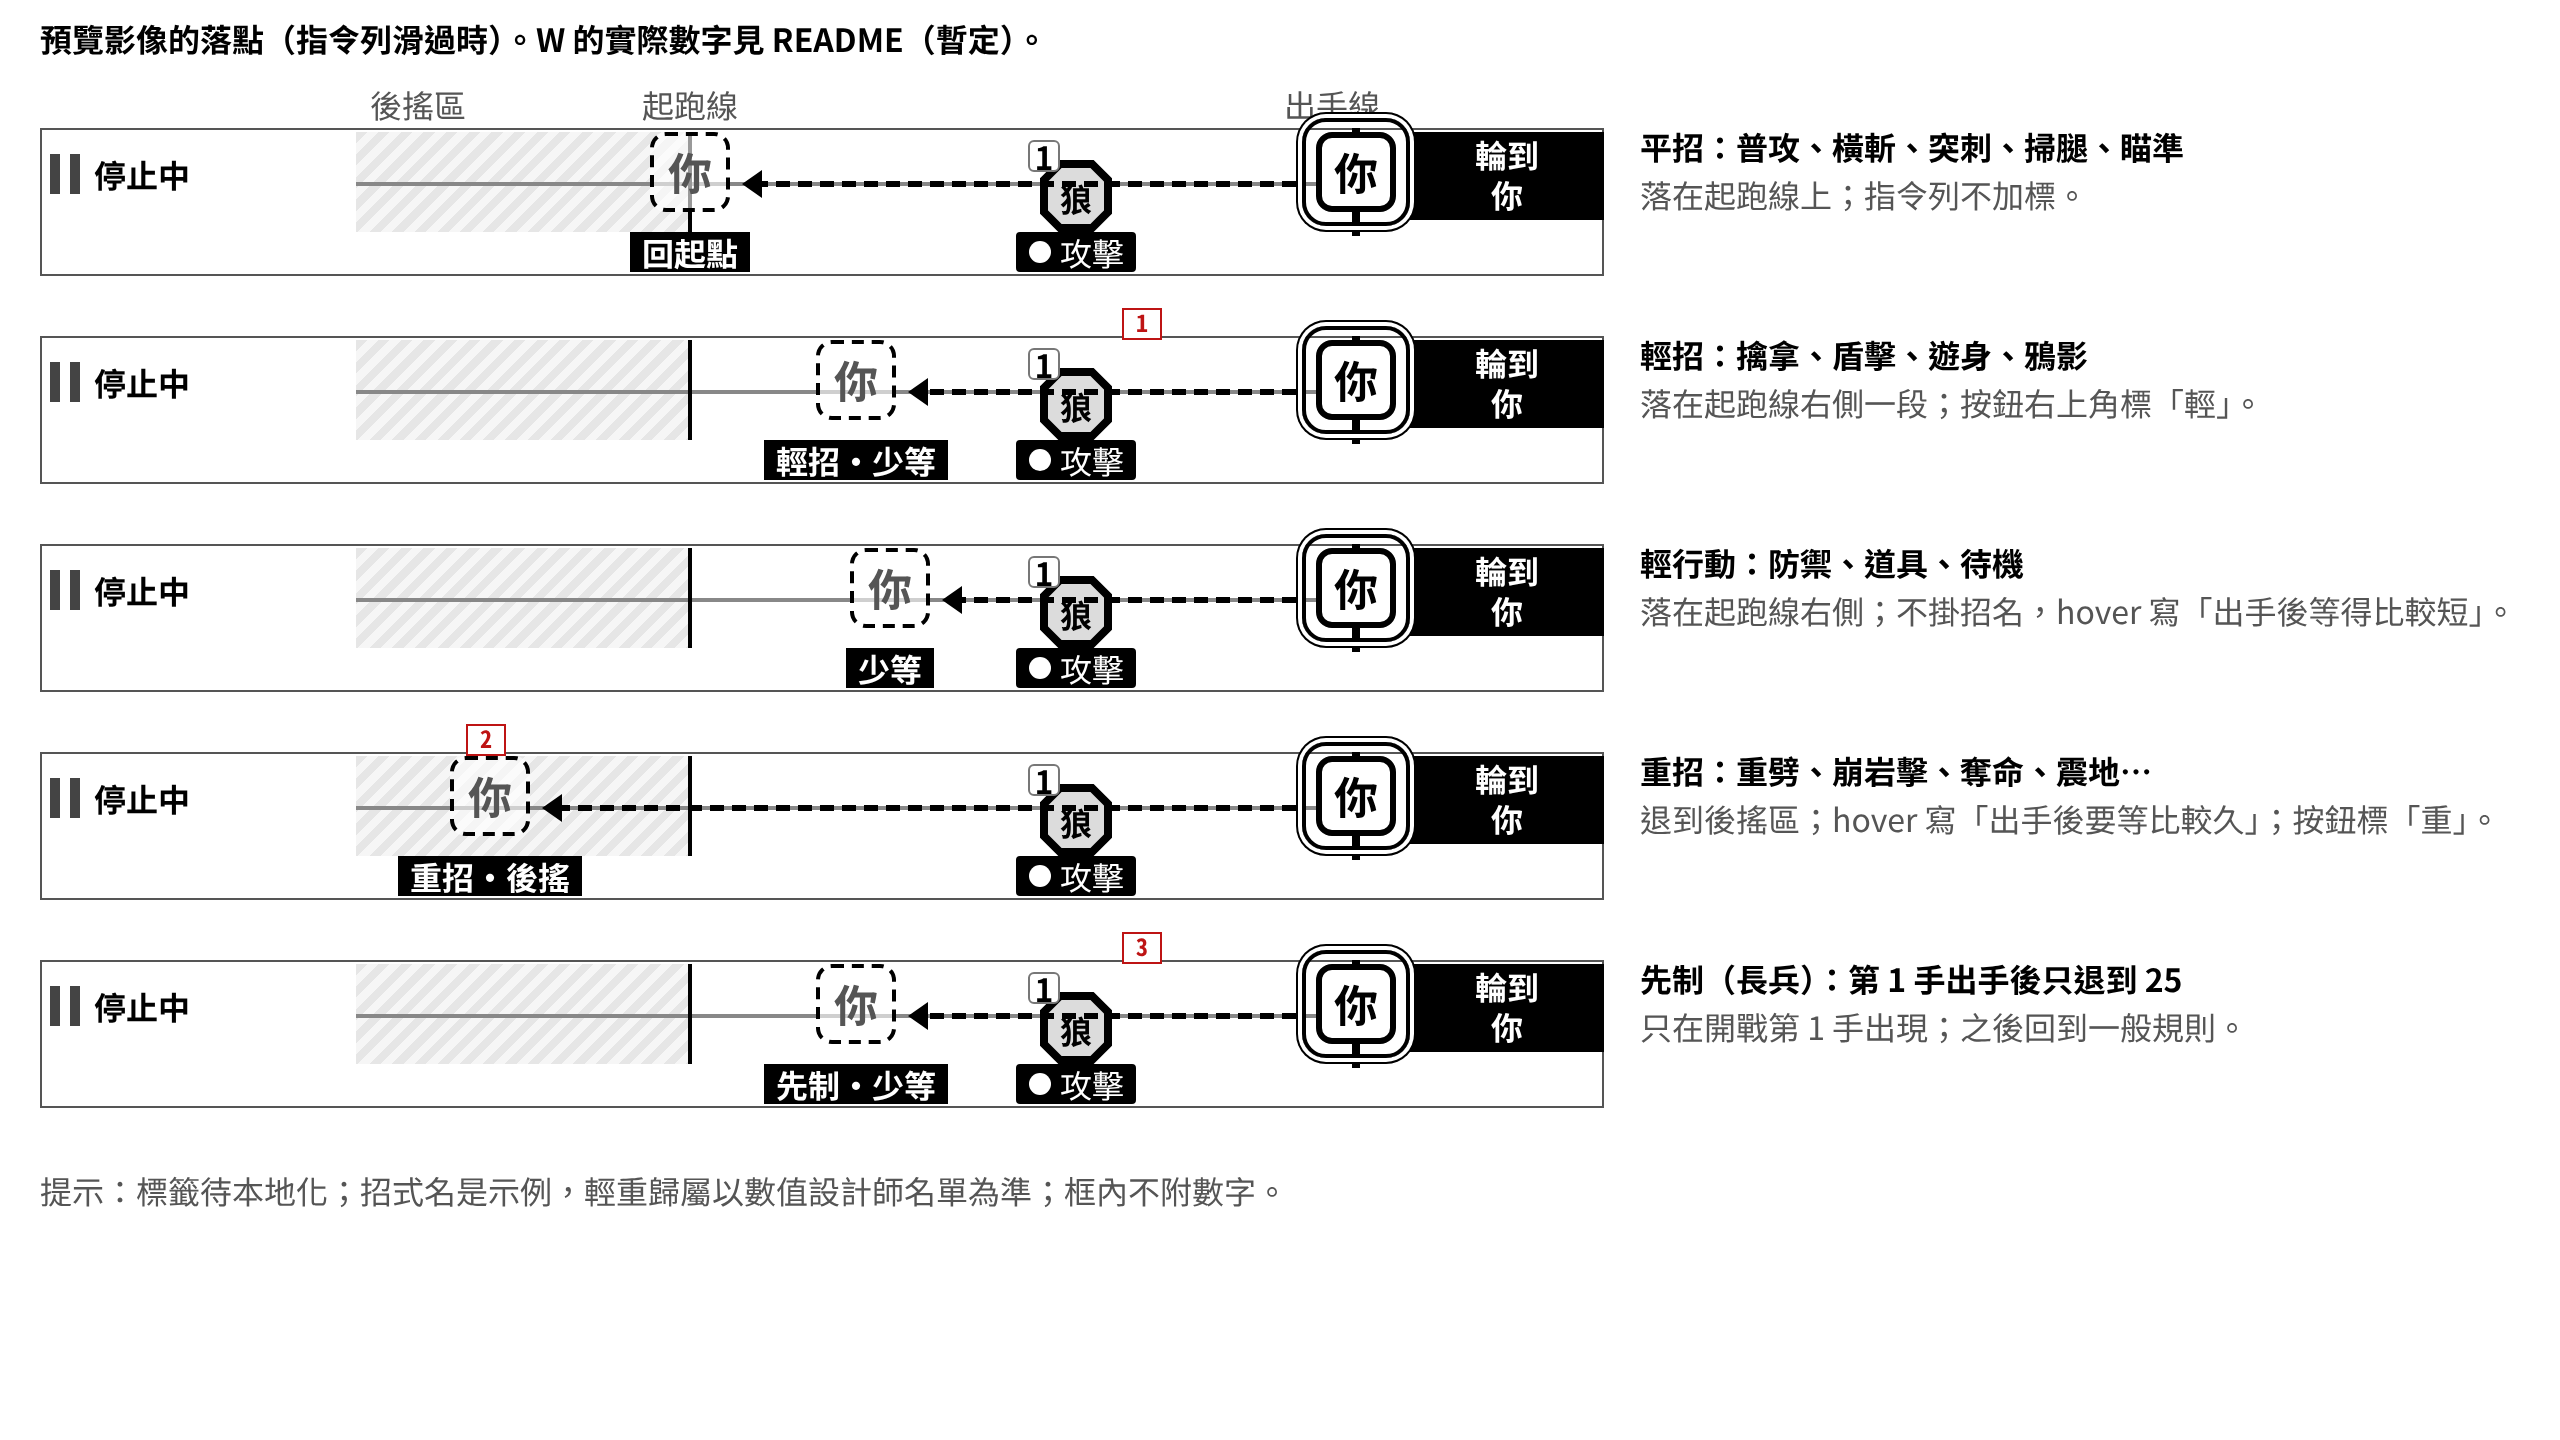 預覽影像的落點（指令列滑過時）。W 的實際數字見 README（暫定）。
後搖區
起跑線
出手線
停止中
你
1
狼
你
輪到
你
回起點
攻擊
平招：普攻、橫斬、突刺、掃腿、瞄準
落在起跑線上；指令列不加標。
1
停止中
你
1
狼
你
輪到
你
輕招・少等
攻擊
輕招：擒拿、盾擊、遊身、鴉影
落在起跑線右側一段；按鈕右上角標「輕」。
停止中
你
1
狼
你
輪到
你
少等
攻擊
輕行動：防禦、道具、待機
落在起跑線右側；不掛招名，hover 寫「出手後等得比較短」。
2
停止中
你
1
狼
你
輪到
你
重招・後搖
攻擊
重招：重劈、崩岩擊、奪命、震地…
退到後搖區；hover 寫「出手後要等比較久」；按鈕標「重」。
3
停止中
你
1
狼
你
輪到
你
先制・少等
攻擊
先制（長兵）：第 1 手出手後只退到 25
只在開戰第 1 手出現；之後回到一般規則。
提示：標籤待本地化；招式名是示例，輕重歸屬以數值設計師名單為準；框內不附數字。